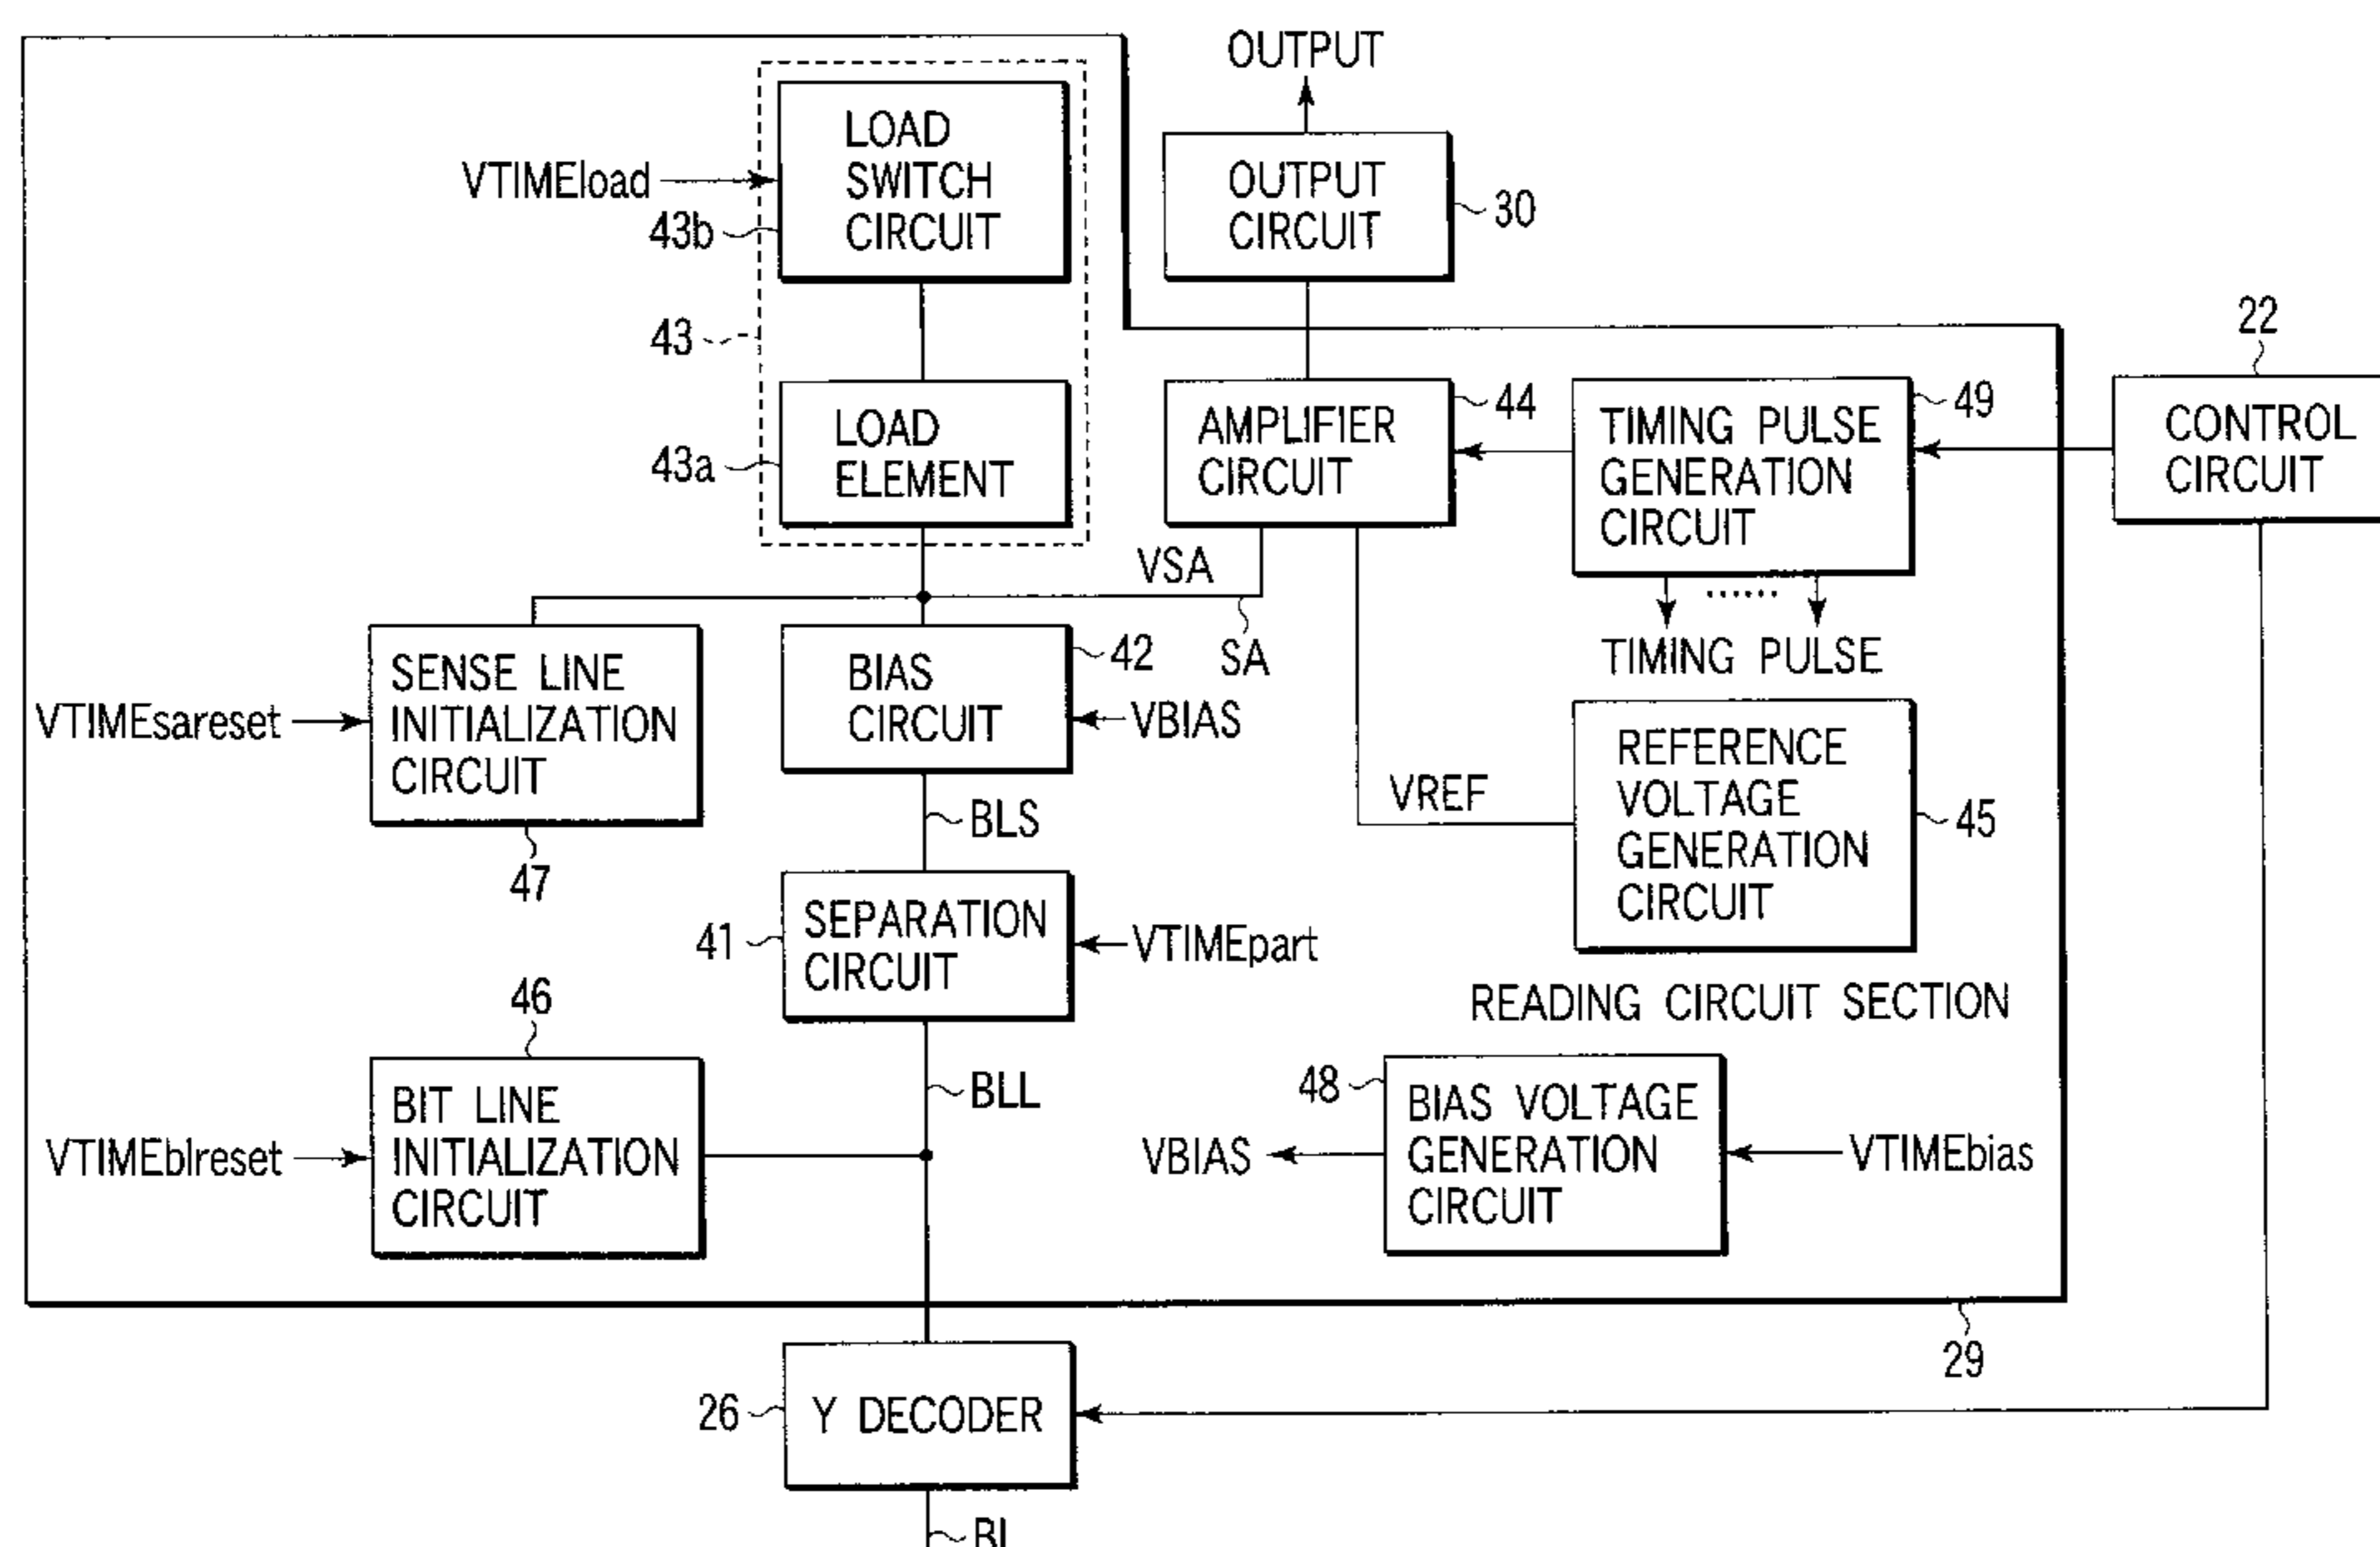 OUTPUT
LOAD
SWITCH
CIRCUIT
VTIMEload
43b
OUTPUT
CIRCUIT
30
43
22
LOAD
ELEMENT
43a
AMPLIFIER
CIRCUIT
44
TIMING PULSE
GENERATION
CIRCUIT
49
CONTROL
CIRCUIT
VSA
SA
TIMING PULSE
SENSE LINE
INITIALIZATION
CIRCUIT
VTIMEsareset
47
BIAS
CIRCUIT
42
VBIAS
VREF
REFERENCE
VOLTAGE
GENERATION
CIRCUIT
45
BLS
SEPARATION
CIRCUIT
41
VTIMEpart
READING CIRCUIT SECTION
46
BIT LINE
INITIALIZATION
CIRCUIT
VTIMEblreset
BLL
48
BIAS VOLTAGE
GENERATION
CIRCUIT
VBIAS
VTIMEbias
29
26
Y DECODER
BL